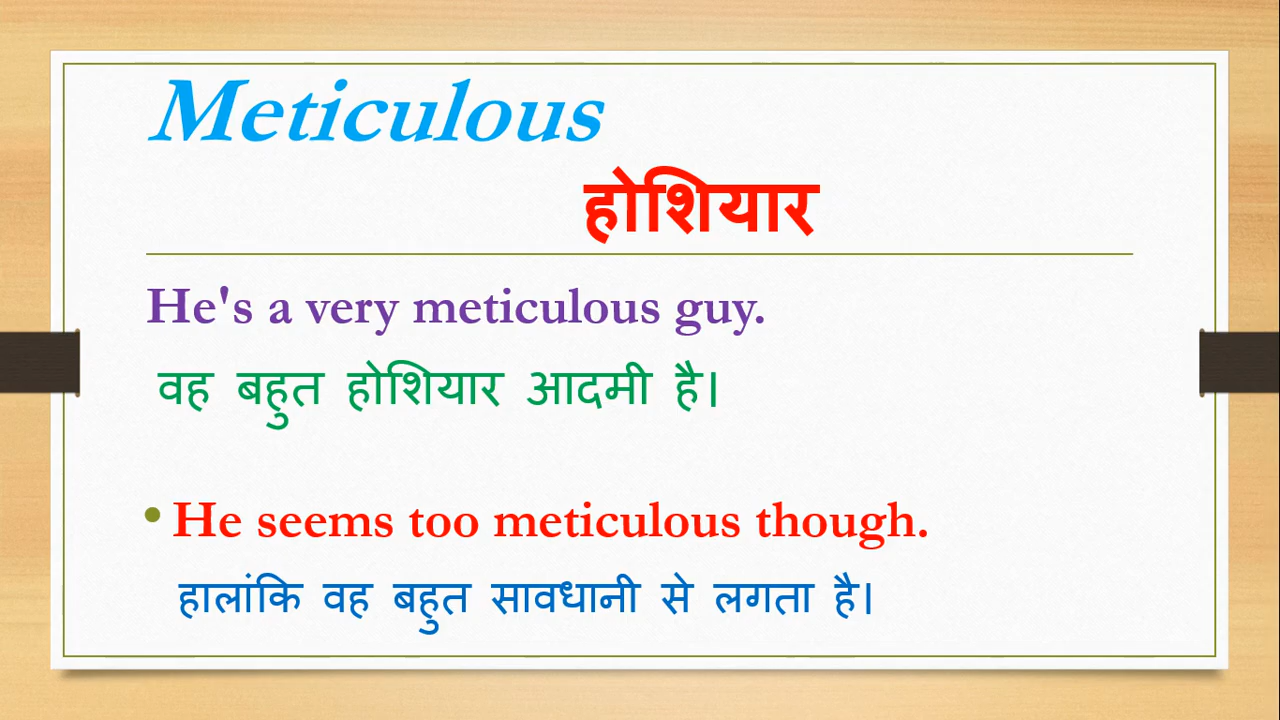 Meticulous
होशियार
He's a very meticulous guy.
वह बहुत होशियार आदमी है।
• He seems too meticulous though.
हालांकि वह बहुत सावधानी से लगता है।